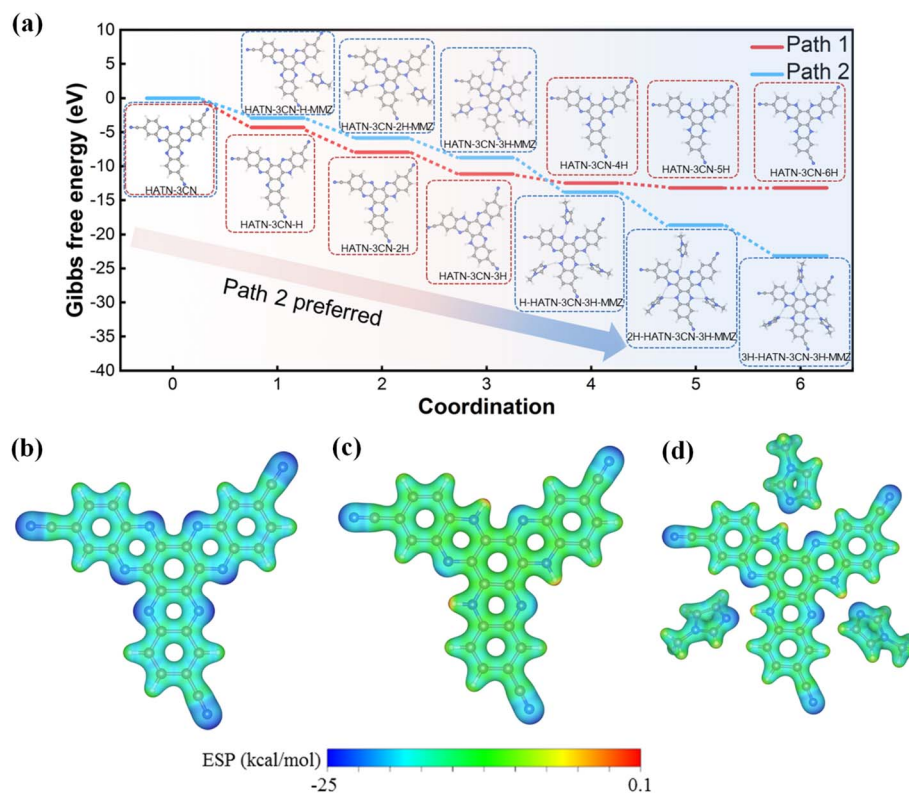 (a)
Gibbs free energy (eV)
10
0
-5
-10
-15
-20
-25
-30
-35
-40
5
Path 1
Path 2
HATN-3CN
HATN-3CN-H-MMZ
HATN-3CN-2H-MMZ
HATN-3CN-3H-MMZ
HATN-3CN-4H
HATN-3CN-5H
HATN-3CN-6H
HATN-3CN-H
HATN-3CN-2H
HATN-3CN-3H
H-HATN-3CN-3H-MMZ
2H-HATN-3CN-3H-MMZ
3H-HATN-3CN-3H-MMZ
Path 2 preferred
0 1 2 3 4 5 6
Coordination
(b)
(c)
(d)
ESP (kcal/mol)
-25
0.1